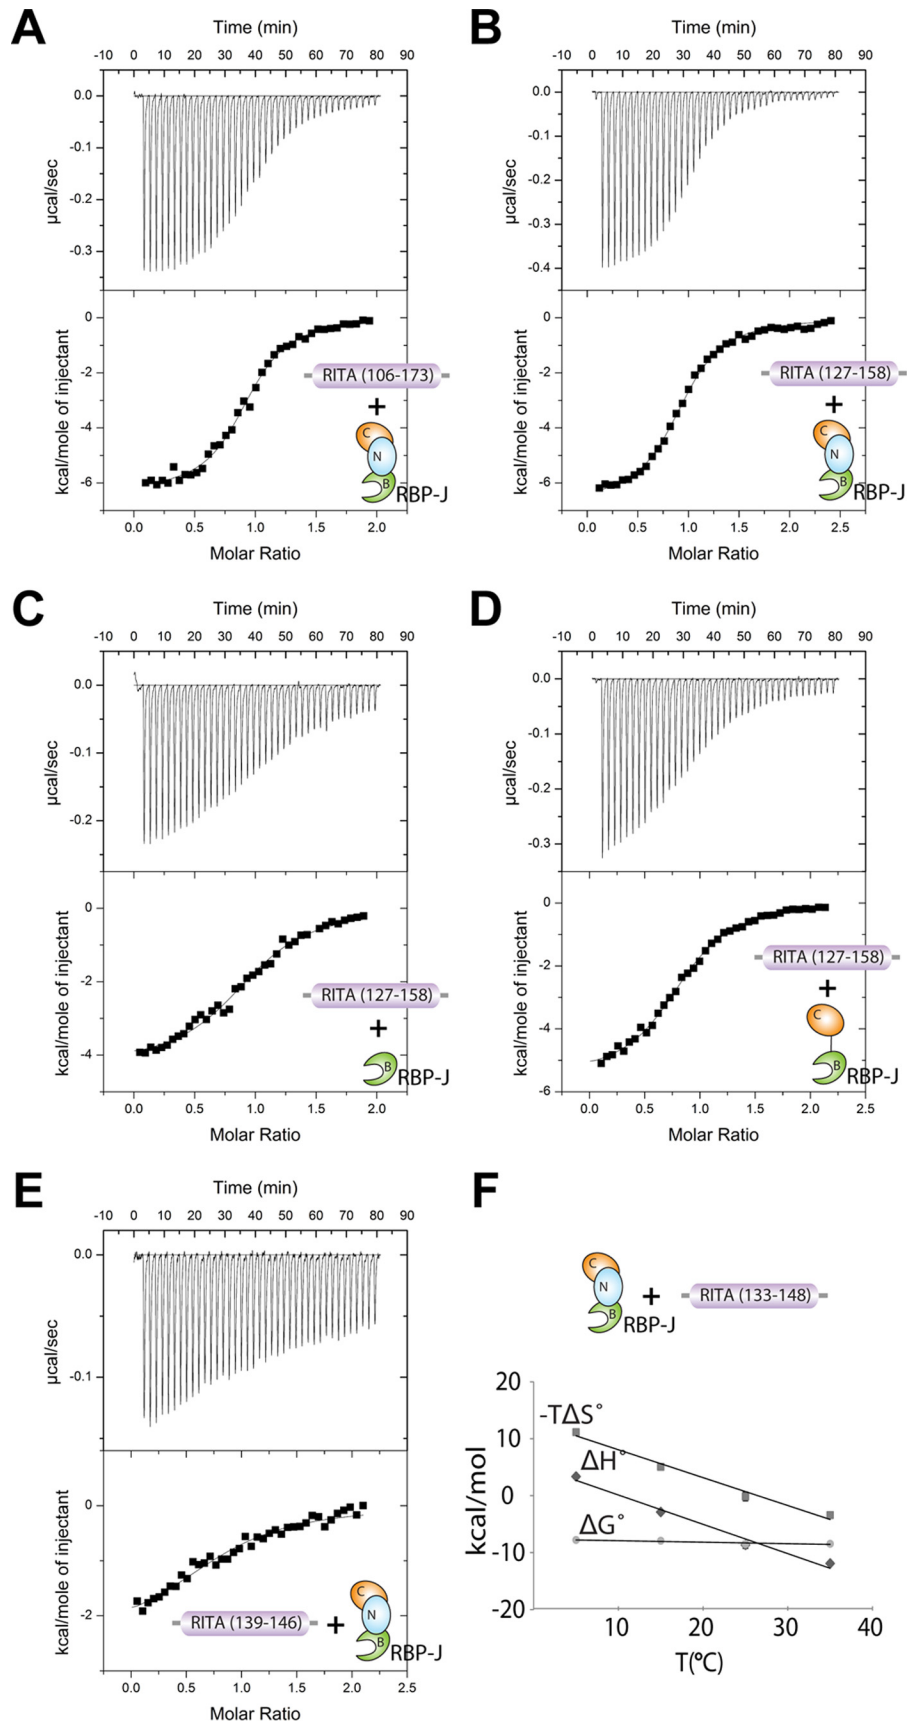 A
Time (min)
-10 0 10 20 30 40 50 60 70 80 90
0.0
-0.1
-0.2
-0.3
µcal/sec
0
-2
-4
-6
kcal/mole of injectant
RITA (106-173)
+
C
N
B
RBP-J
0.0 0.5 1.0 1.5 2.0
Molar Ratio
B
Time (min)
-10 0 10 20 30 40 50 60 70 80 90
0.0
-0.1
-0.2
-0.3
-0.4
µcal/sec
0
-2
-4
-6
kcal/mole of injectant
RITA (127-158)
+
C
N
B
RBP-J
0.0 0.5 1.0 1.5 2.0 2.5
Molar Ratio
C
Time (min)
-10 0 10 20 30 40 50 60 70 80 90
0.0
-0.1
-0.2
µcal/sec
0
-2
-4
kcal/mole of injectant
RITA (127-158)
+
B
RBP-J
0.0 0.5 1.0 1.5 2.0
Molar Ratio
D
Time (min)
-10 0 10 20 30 40 50 60 70 80 90
0.0
-0.1
-0.2
-0.3
µcal/sec
0
-2
-4
-6
kcal/mole of injectant
RITA (127-158)
+
C
B
RBP-J
0.0 0.5 1.0 1.5 2.0 2.5
Molar Ratio
E
Time (min)
-10 0 10 20 30 40 50 60 70 80 90
0.0
-0.1
µcal/sec
0
-2
kcal/mole of injectant
RITA (139-146) +
C
N
B
RBP-J
0.0 0.5 1.0 1.5 2.0 2.5
Molar Ratio
F
C
N
B
RBP-J
+ RITA (133-148)
20
10
0
-10
-20
kcal/mol
-TΔS°
ΔH°
ΔG°
10 20 30 40
T(°C)